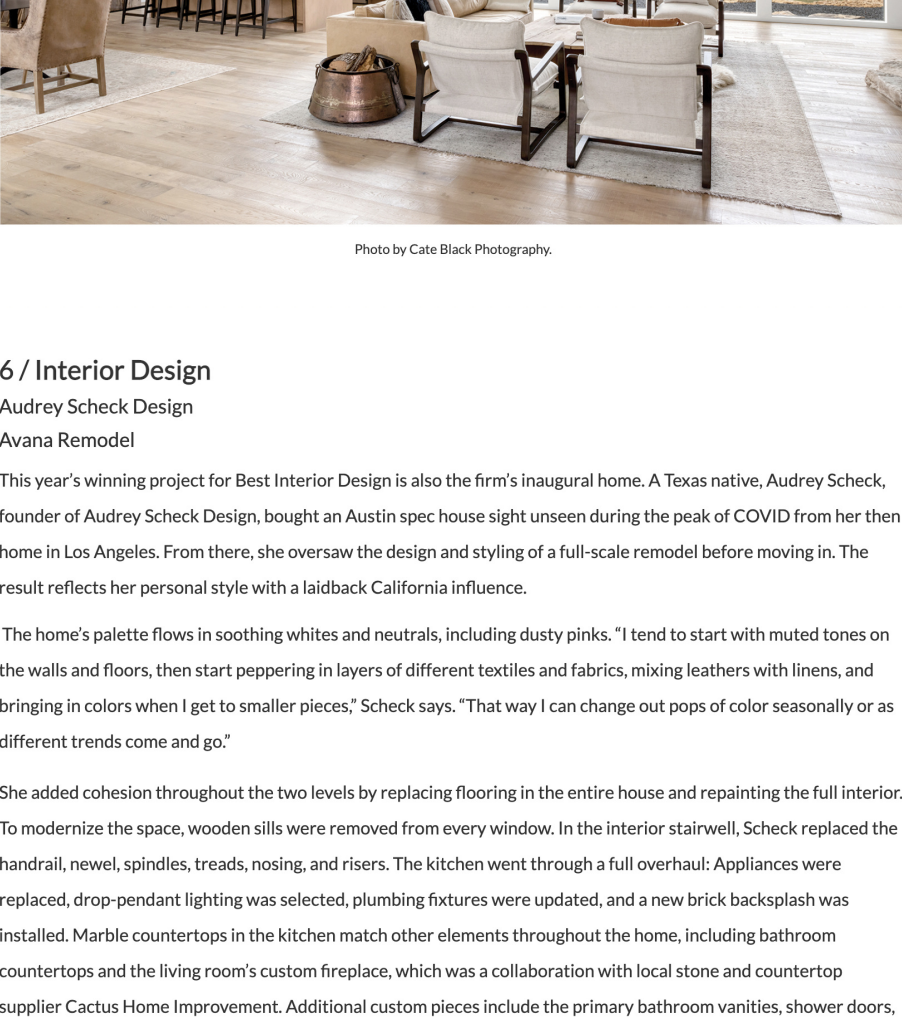 Photo by Cate Black Photography.
6 / Interior Design
Audrey Scheck Design
Avana Remodel
This year’s winning project for Best Interior Design is also the firm’s inaugural home. A Texas native, Audrey Scheck,
founder of Audrey Scheck Design, bought an Austin spec house sight unseen during the peak of COVID from her then
home in Los Angeles. From there, she oversaw the design and styling of a full-scale remodel before moving in. The
result reflects her personal style with a laidback California influence.
The home’s palette flows in soothing whites and neutrals, including dusty pinks. “I tend to start with muted tones on
the walls and floors, then start peppering in layers of different textiles and fabrics, mixing leathers with linens, and
bringing in colors when I get to smaller pieces,” Scheck says. “That way I can change out pops of color seasonally or as
different trends come and go.”
She added cohesion throughout the two levels by replacing flooring in the entire house and repainting the full interior.
To modernize the space, wooden sills were removed from every window. In the interior stairwell, Scheck replaced the
handrail, newel, spindles, treads, nosing, and risers. The kitchen went through a full overhaul: Appliances were
replaced, drop-pendant lighting was selected, plumbing fixtures were updated, and a new brick backsplash was
installed. Marble countertops in the kitchen match other elements throughout the home, including bathroom
countertops and the living room’s custom fireplace, which was a collaboration with local stone and countertop
supplier Cactus Home Improvement. Additional custom pieces include the primary bathroom vanities, shower doors,